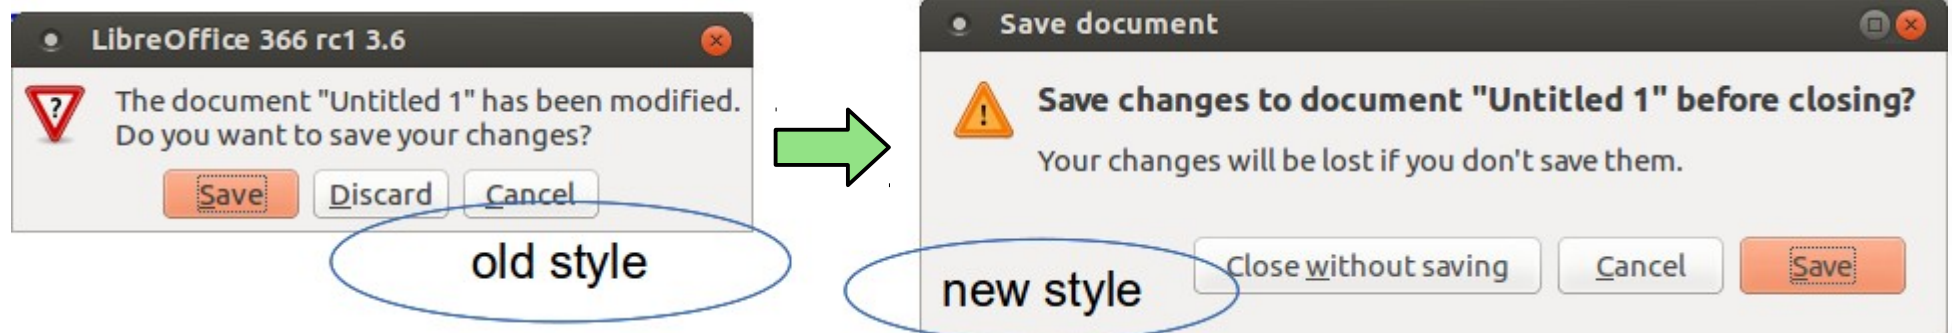 LibreOffice 366 rc1 3.6
The document "Untitled 1" has been modified.
Do you want to save your changes?
Save Discard Cancel
old style
Save document
Save changes to document "Untitled 1" before closing?
Your changes will be lost if you don't save them.
Close without saving Cancel Save
new style